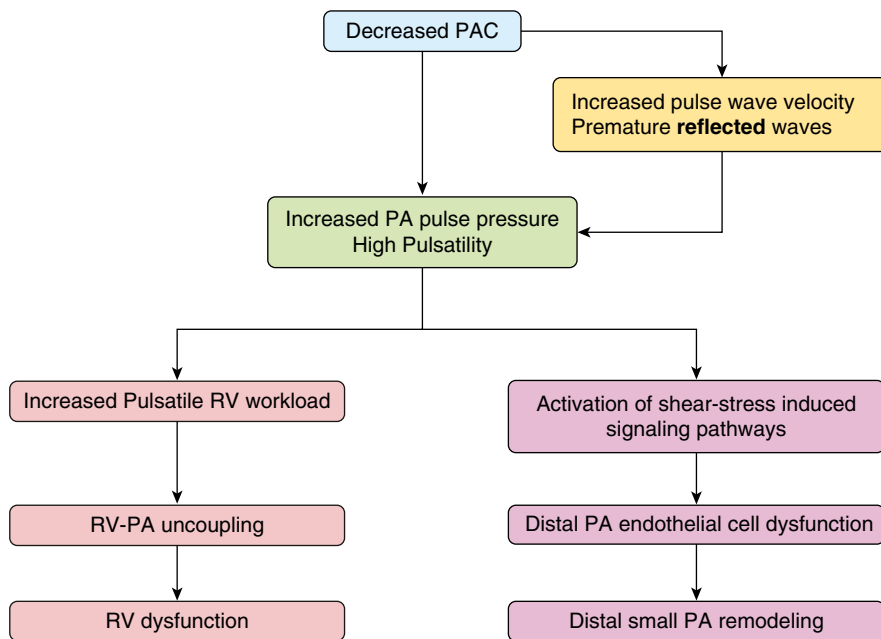 Decreased PAC
Increased pulse wave velocity
Premature reflected waves
Increased PA pulse pressure
High Pulsatility
Increased Pulsatile RV workload
Activation of shear-stress induced
signaling pathways
RV-PA uncoupling
Distal PA endothelial cell dysfunction
RV dysfunction
Distal small PA remodeling